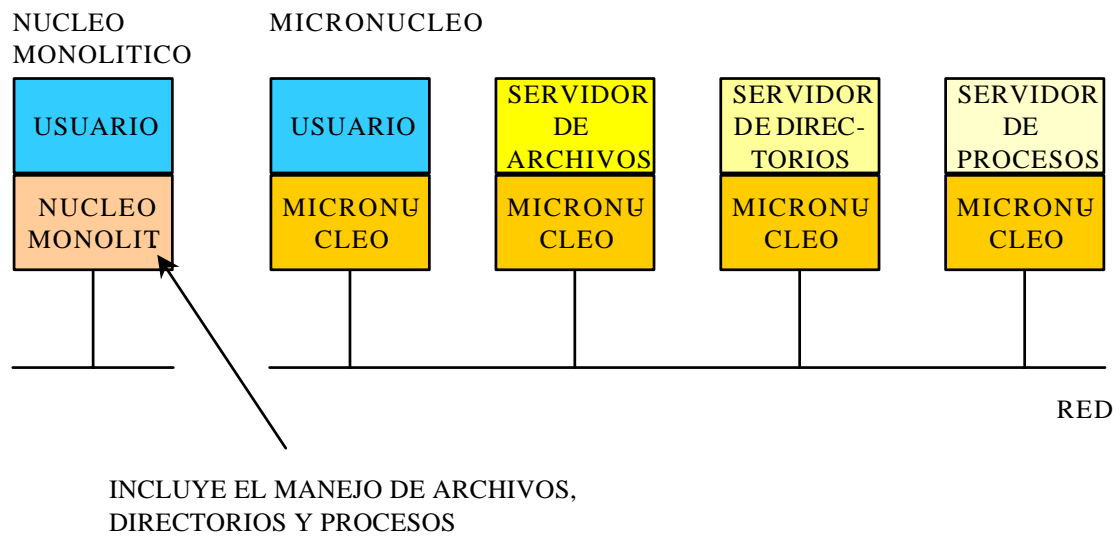 NUCLEO
MONOLITICO
MICRONUCLEO
USUARIO
NUCLEO
MONOLIT
USUARIO
MICRONU
CLEO
SERVIDOR
DE
ARCHIVOS
MICRONU
CLEO
SERVIDOR
DE DIREC-
TORIOS
MICRONU
CLEO
SERVIDOR
DE
PROCESOS
MICRONU
CLEO
RED
INCLUYE EL MANEJO DE ARCHIVOS,
DIRECTORIOS Y PROCESOS